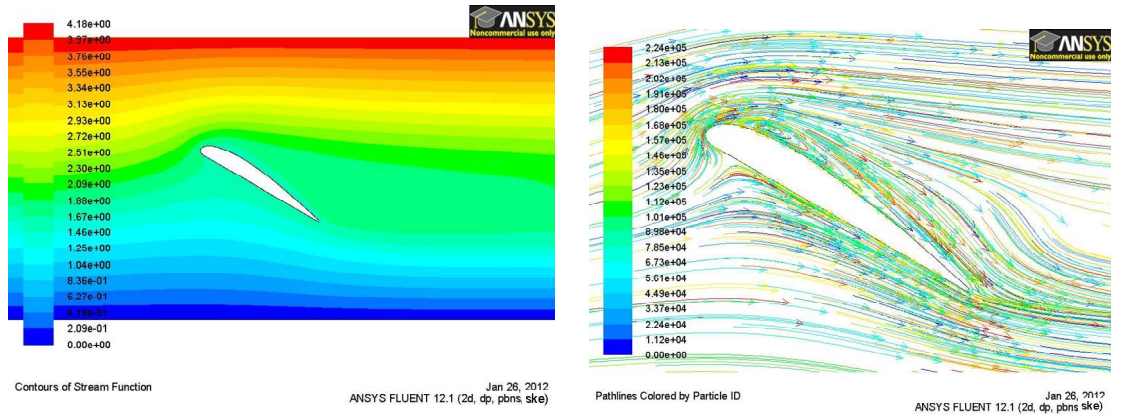 ANSYS
Noncommercial use only
4.18e+00
3.97e+00
3.76e+00
3.55e+00
3.34e+00
3.13e+00
2.93e+00
2.72e+00
2.51e+00
2.30e+00
2.09e+00
1.88e+00
1.67e+00
1.46e+00
1.25e+00
1.04e+00
8.36e-01
6.27e-01
4.18e-01
2.09e-01
0.00e+00
Contours of Stream Function
Jan 26, 2012
ANSYS FLUENT 12.1 (2d, dp, pbns, ske)
ANSYS
Noncommercial use only
2.24e+05
2.13e+05
2.02e+05
1.91e+05
1.80e+05
1.68e+05
1.57e+05
1.46e+05
1.35e+05
1.23e+05
1.12e+05
1.01e+05
8.98e+04
7.85e+04
6.73e+04
5.61e+04
4.49e+04
3.37e+04
2.24e+04
1.12e+04
0.00e+00
Pathlines Colored by Particle ID
Jan 26, 2012
ANSYS FLUENT 12.1 (2d, dp, pbns, ske)